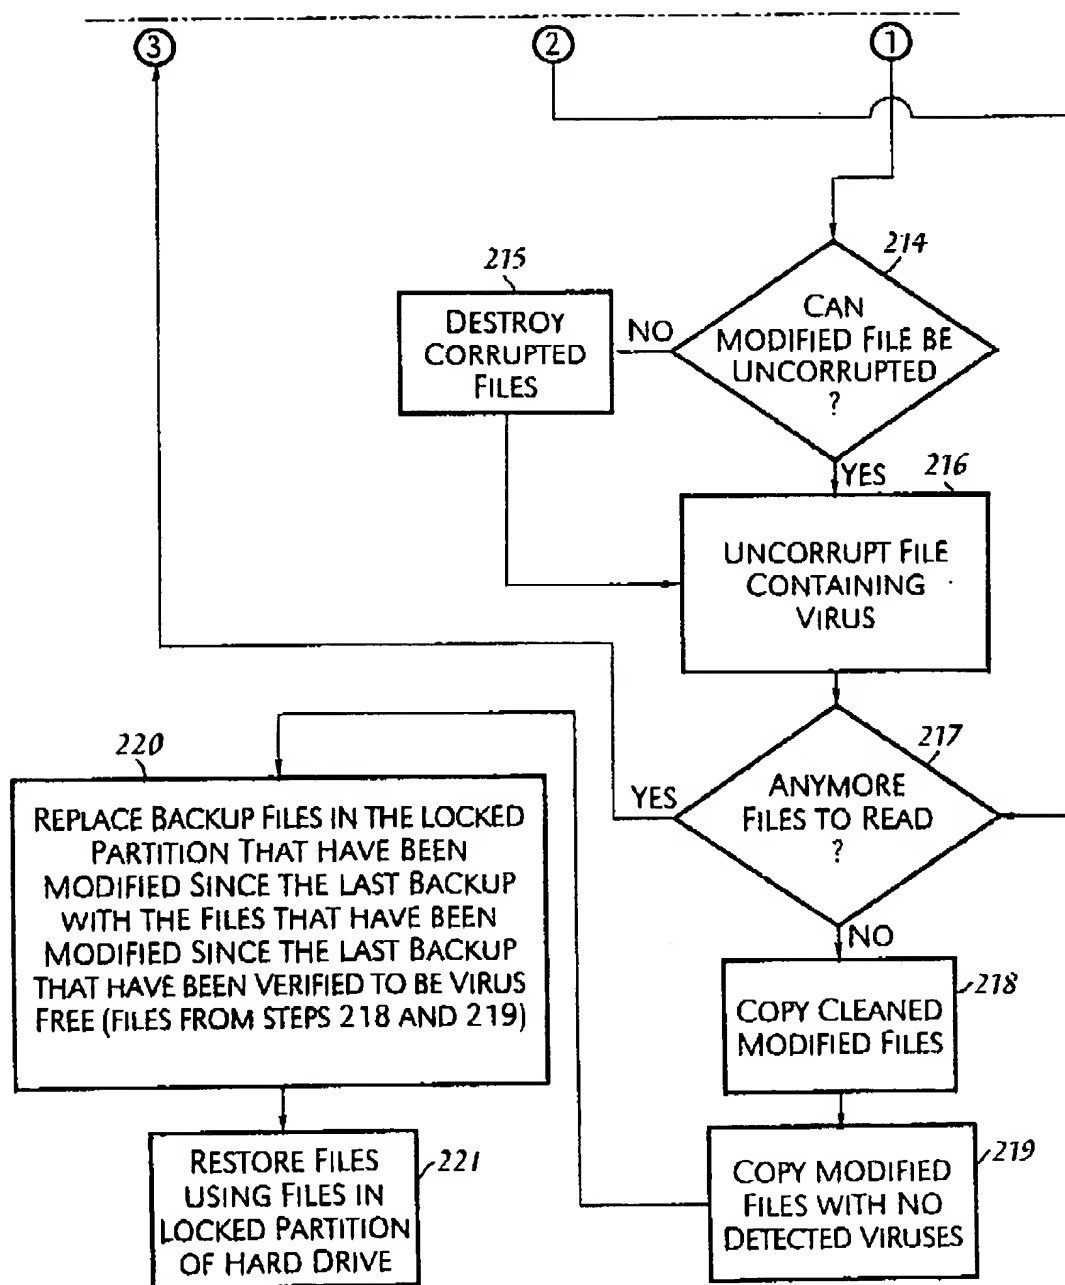 3
2
1
214
CAN
MODIFIED FILE BE
UNCORRUPTED
?
NO
215
DESTROY
CORRUPTED
FILES
YES
216
UNCORRUPT FILE
CONTAINING
VIRUS
217
ANYMORE
FILES TO READ
?
YES
NO
218
COPY CLEANED
MODIFIED FILES
219
COPY MODIFIED
FILES WITH NO
DETECTED VIRUSES
220
REPLACE BACKUP FILES IN THE LOCKED
PARTITION THAT HAVE BEEN
MODIFIED SINCE THE LAST BACKUP
WITH THE FILES THAT HAVE BEEN
MODIFIED SINCE THE LAST BACKUP
THAT HAVE BEEN VERIFIED TO BE VIRUS
FREE (FILES FROM STEPS 218 AND 219)
221
RESTORE FILES
USING FILES IN
LOCKED PARTITION
OF HARD DRIVE